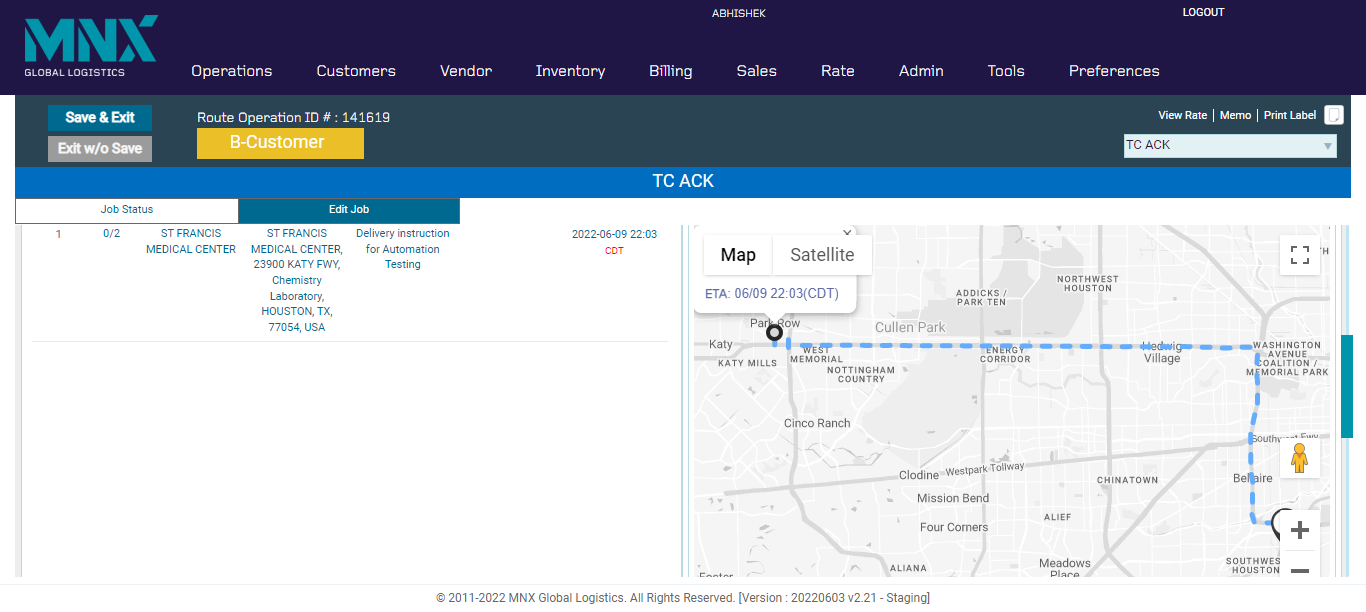 ABHISHEK
LOGOUT
MNX
GLOBAL LOGISTICS
Operations
Customers
Vendor
Inventory
Billing
Sales
Rate
Admin
Tools
Preferences
Save & Exit
Exit w/o Save
Route Operation ID # : 141619
B-Customer
View Rate | Memo | Print Label
TC ACK
TC ACK
Job Status
Edit Job
1
0/2
ST FRANCIS
MEDICAL CENTER
ST FRANCIS
MEDICAL CENTER,
23900 KATY FWY,
Chemistry
Laboratory,
HOUSTON, TX,
77054, USA
Delivery instruction
for Automation
Testing
2022-06-09 22:03
CDT
Map
Satellite
ETA: 06/09 22:03(CDT)
Park Row
Katy
KATY MILLS
WEST
MEMORIAL
NOTTINGHAM
COUNTRY
Cullen Park
ADDICKS /
PARK TEN
NORTHWEST
HOUSTON
ENERGY
CORRIDOR
Hedwig
Village
WASHINGTON
AVENUE
COALITION /
MEMORIAL PARK
Cinco Ranch
Southwest Fwy
Clodine
Westpark Tollway
CHINATOWN
Bellaire
Mission Bend
Four Corners
ALIEF
ALIANA
Meadows
Place
SOUTHWEST
HOUSTON
© 2011-2022 MNX Global Logistics. All Rights Reserved. [Version : 20220603 v2.21 - Staging]